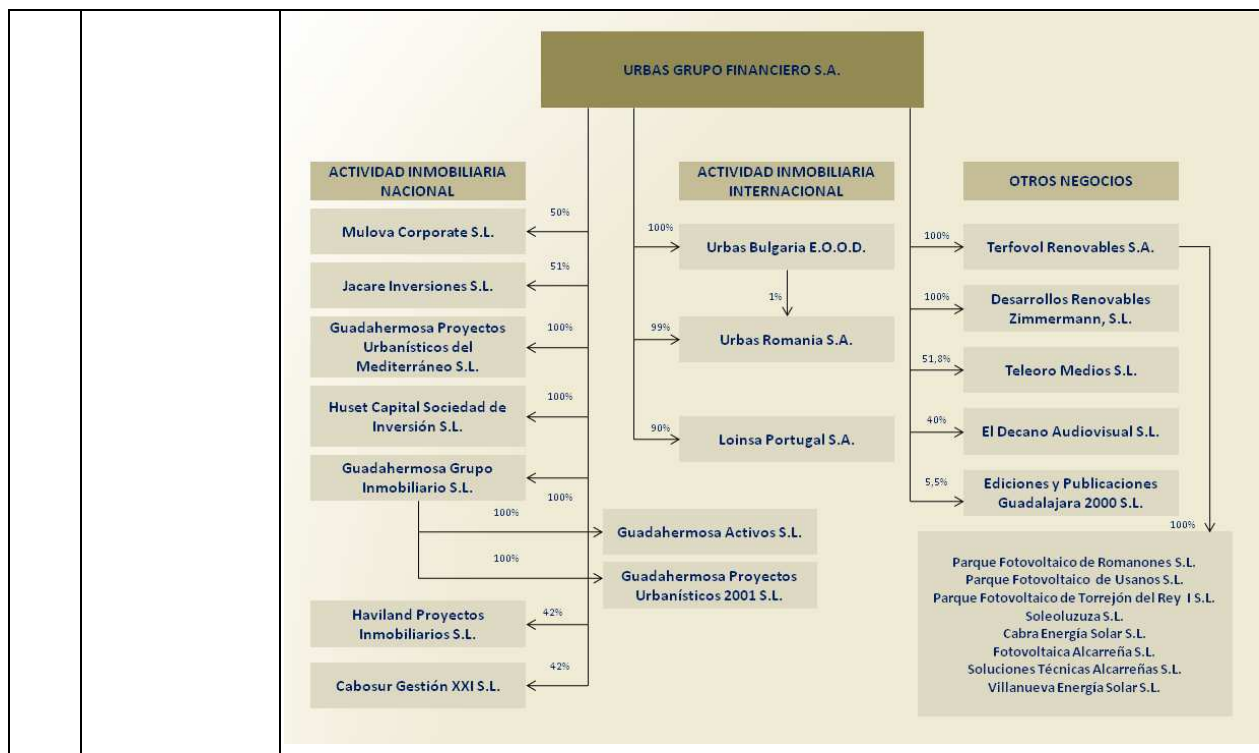 URBAS GRUPO FINANCIERO S.A.
ACTIVIDAD INMOBILIARIA
NACIONAL
50%
Mulova Corporate S.L.
51%
Jacare Inversiones S.L.
Guadahermosa Proyectos
Urbanísticos del
Mediterráneo S.L.
100%
Huset Capital Sociedad de
Inversión S.L.
100%
Guadahermosa Grupo
Inmobiliario S.L.
100%
100%
Guadahermosa Activos S.L.
100%
Guadahermosa Proyectos
Urbanísticos 2001 S.L.
Haviland Proyectos
Inmobiliarios S.L.
42%
42%
Cabosur Gestión XXI S.L.
ACTIVIDAD INMOBILIARIA
INTERNACIONAL
100%
Urbas Bulgaria E.O.O.D.
1%
99%
Urbas Romania S.A.
90%
Loinsa Portugal S.A.
OTROS NEGOCIOS
100%
Terfovol Renovables S.A.
100%
Desarrollos Renovables
Zimmermann, S.L.
51,8%
Teleoro Medios S.L.
40%
El Decano Audiovisual S.L.
5,5%
Ediciones y Publicaciones
Guadalajara 2000 S.L.
100%
Parque Fotovoltaico de Romanones S.L.
Parque Fotovoltaico de Usanos S.L.
Parque Fotovoltaico de Torrejón del Rey I S.L.
Soleoluzuza S.L.
Cabra Energía Solar S.L.
Fotovoltaica Alcarreña S.L.
Soluciones Técnicas Alcarreñas S.L.
Villanueva Energía Solar S.L.